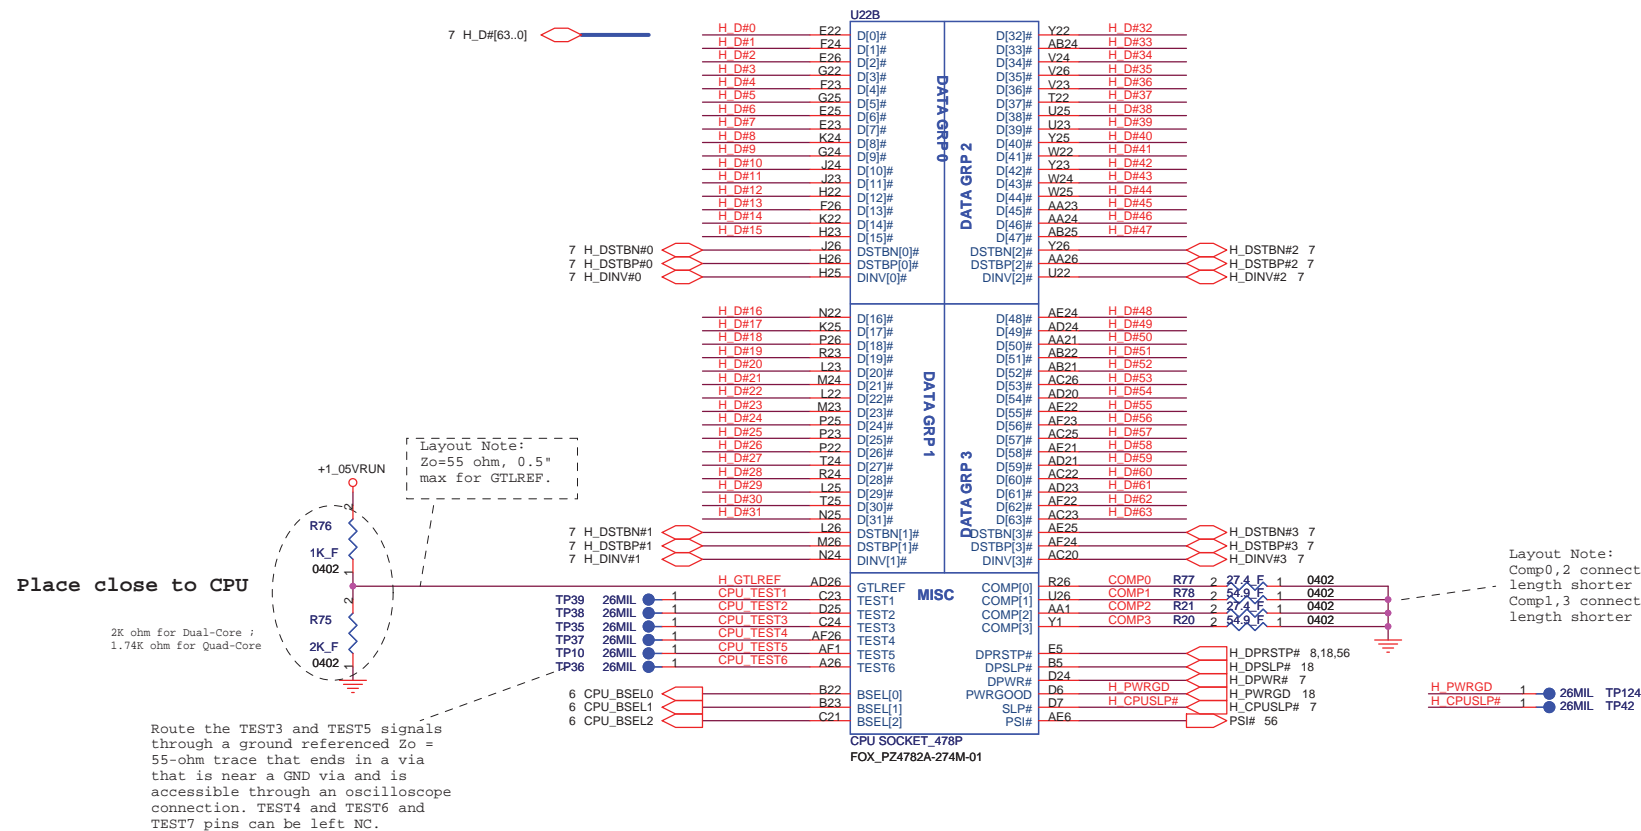 U22B
7 H_D#[63..0]
H_D#0 E22 D[0]# D[32]# Y22 H_D#32
H_D#1 F24 D[1]# D[33]# AB24 H_D#33
H_D#2 E26 D[2]# D[34]# V24 H_D#34
H_D#3 G22 D[3]# D[35]# V26 H_D#35
H_D#4 F23 D[4]# D[36]# V23 H_D#36
H_D#5 G25 D[5]# D[37]# T22 H_D#37
H_D#6 E25 D[6]# D[38]# U25 H_D#38
H_D#7 E23 D[7]# D[39]# U23 H_D#39
H_D#8 K24 D[8]# D[40]# Y25 H_D#40
H_D#9 G24 D[9]# D[41]# W22 H_D#41
H_D#10 J24 D[10]# D[42]# Y23 H_D#42
H_D#11 J23 D[11]# D[43]# W24 H_D#43
H_D#12 H22 D[12]# D[44]# W25 H_D#44
H_D#13 F26 D[13]# D[45]# AA23 H_D#45
H_D#14 K22 D[14]# D[46]# AA24 H_D#46
H_D#15 H23 D[15]# D[47]# AB25 H_D#47
7 H_DSTBN#0 J26 DSTBN[0]# DSTBN[2]# Y26 H_DSTBN#2 7
7 H_DSTBP#0 H26 DSTBP[0]# DSTBP[2]# AA26 H_DSTBP#2 7
7 H_DINV#0 H25 DINV[0]# DINV[2]# U22 H_DINV#2 7
DATA GRP 0
DATA GRP 2
H_D#16 N22 D[16]# D[48]# AE24 H_D#48
H_D#17 K25 D[17]# D[49]# AD24 H_D#49
H_D#18 P26 D[18]# D[50]# AA21 H_D#50
H_D#19 R23 D[19]# D[51]# AB22 H_D#51
H_D#20 L23 D[20]# D[52]# AB21 H_D#52
H_D#21 M24 D[21]# D[53]# AC26 H_D#53
H_D#22 L22 D[22]# D[54]# AD20 H_D#54
H_D#23 M23 D[23]# D[55]# AE22 H_D#55
H_D#24 P25 D[24]# D[56]# AF23 H_D#56
H_D#25 P23 D[25]# D[57]# AC25 H_D#57
H_D#26 P22 D[26]# D[58]# AE21 H_D#58
H_D#27 T24 D[27]# D[59]# AD21 H_D#59
H_D#28 R24 D[28]# D[60]# AC22 H_D#60
H_D#29 L25 D[29]# D[61]# AD23 H_D#61
H_D#30 T25 D[30]# D[62]# AF22 H_D#62
H_D#31 N25 D[31]# D[63]# AC23 H_D#63
7 H_DSTBN#1 L26 DSTBN[1]# DSTBN[3]# AE25 H_DSTBN#3 7
7 H_DSTBP#1 M26 DSTBP[1]# DSTBP[3]# AF24 H_DSTBP#3 7
7 H_DINV#1 N24 DINV[1]# DINV[3]# AC20 H_DINV#3 7
DATA GRP 1
DATA GRP 3
Layout Note:
Zo=55 ohm, 0.5"
max for GTLREF.
+1_05VRUN
2
R76
1K_F
0402
1
Place close to CPU
2
R75
2K_F
0402
1
2K ohm for Dual-Core ;
1.74K ohm for Quad-Core
MISC
H_GTLREF AD26 GTLREF COMP[0] R26 COMP0 R77 2 27.4_F 1 0402
TP39 26MIL 1 CPU_TEST1 C23 TEST1 COMP[1] U26 COMP1 R78 2 54.9_F 1 0402
TP38 26MIL 1 CPU_TEST2 D25 TEST2 COMP[2] AA1 COMP2 R21 2 27.4_F 1 0402
TP35 26MIL 1 CPU_TEST3 C24 TEST3 COMP[3] Y1 COMP3 R20 2 54.9_F 1 0402
TP37 26MIL 1 CPU_TEST4 AF26 TEST4
TP10 26MIL 1 CPU_TEST5 AF1 TEST5 DPRSTP# E5 H_DPRSTP# 8,18,56
TP36 26MIL 1 CPU_TEST6 A26 TEST6 DPSLP# B5 H_DPSLP# 18
DPWR# D24 H_DPWR# 7
6 CPU_BSEL0 B22 BSEL[0] PWRGOOD D6 H_PWRGD H_PWRGD 18
6 CPU_BSEL1 B23 BSEL[1] SLP# D7 H_CPUSLP# H_CPUSLP# 7
6 CPU_BSEL2 C21 BSEL[2] PSI# AE6 PSI# 56
CPU SOCKET_478P
FOX_PZ4782A-274M-01
Layout Note:
Comp0,2 connect
length shorter
Comp1,3 connect
length shorter
H_PWRGD 1 26MIL TP124
H_CPUSLP# 1 26MIL TP42
Route the TEST3 and TEST5 signals
through a ground referenced Zo =
55-ohm trace that ends in a via
that is near a GND via and is
accessible through an oscilloscope
connection. TEST4 and TEST6 and
TEST7 pins can be left NC.